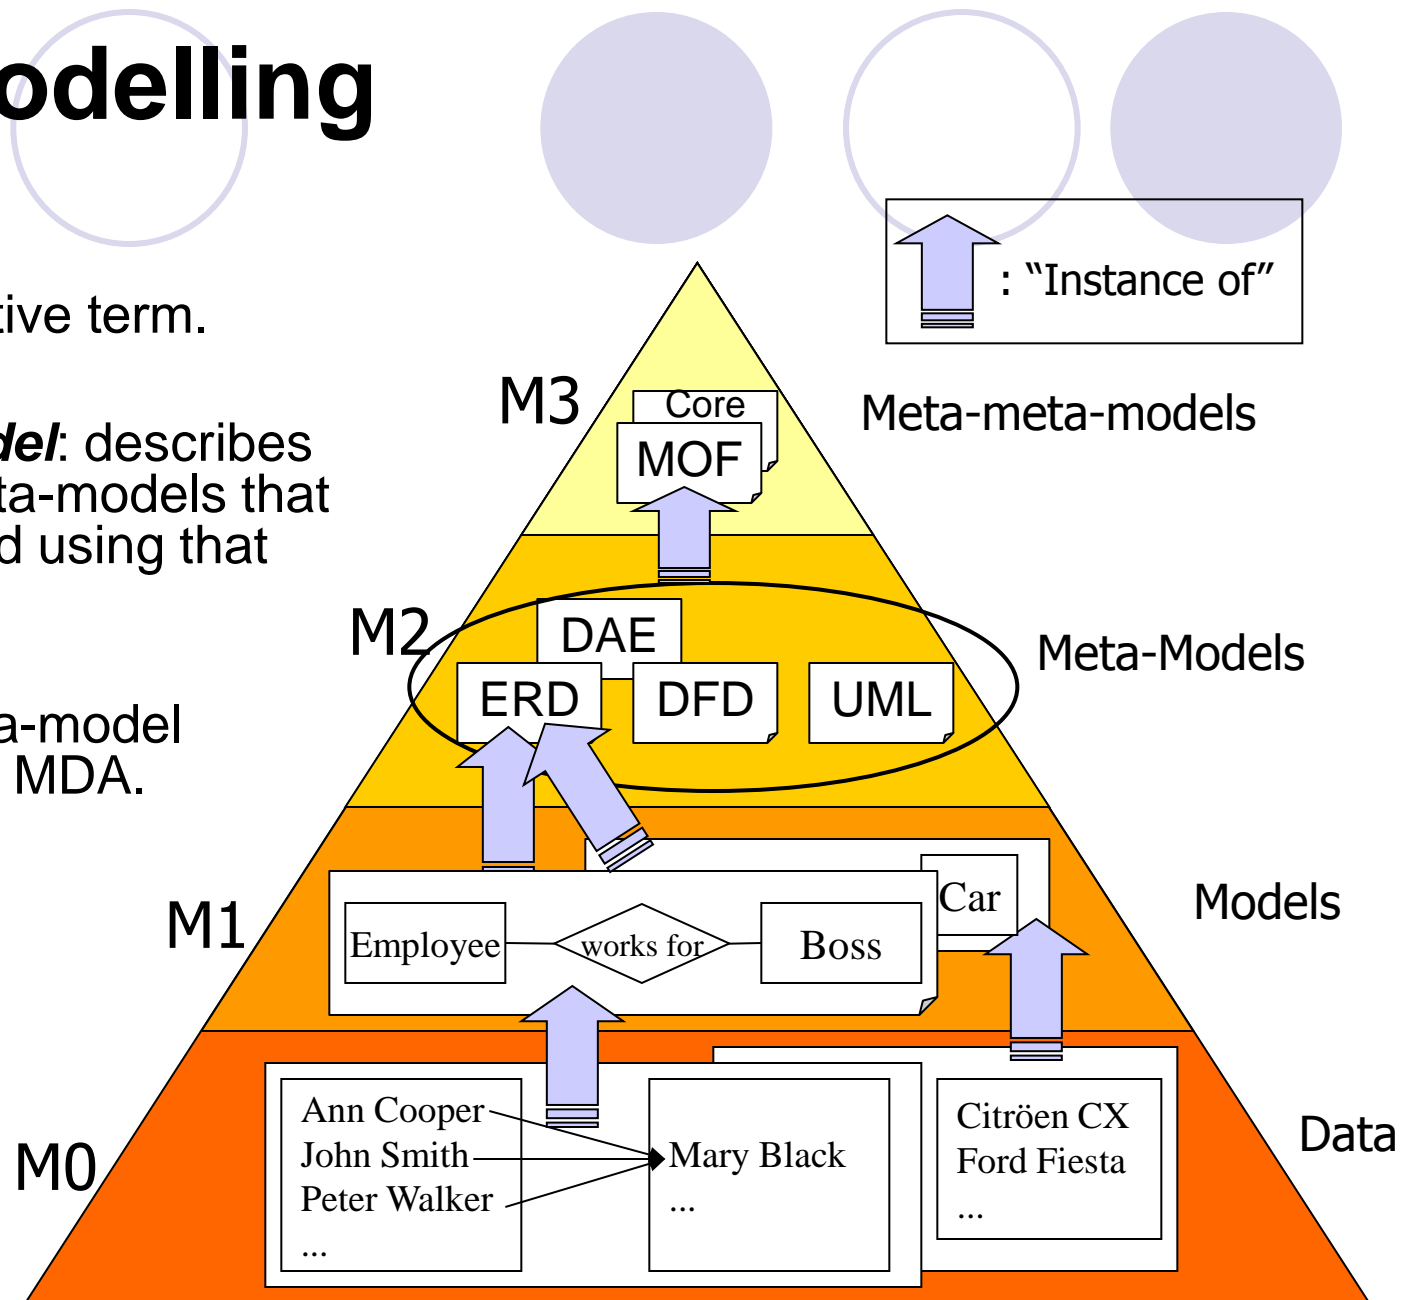 odelling
: “Instance of”
tive term.
M3
Core
MOF
Meta-meta-models
del: describes
ta-models that
d using that
M2
DAE
ERD
DFD
UML
Meta-Models
a-model
MDA.
M1
Employee
works for
Boss
Car
Models
M0
Ann Cooper
John Smith
Peter Walker
...
Mary Black
...
Citröen CX
Ford Fiesta
...
Data